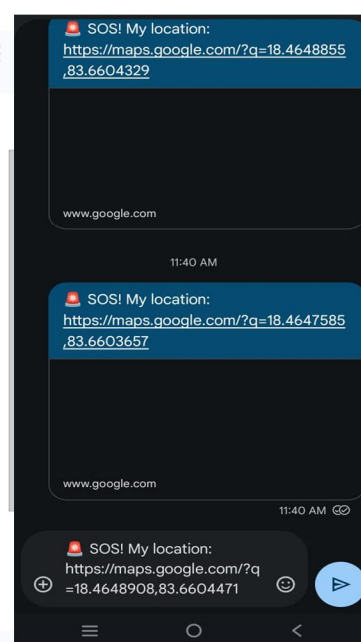 🚨 SOS! My location:
https://maps.google.com/?q=18.4648855
,83.6604329
www.google.com
11:40 AM
🚨 SOS! My location:
https://maps.google.com/?q=18.4647585
,83.6603657
www.google.com
11:40 AM
🚨 SOS! My location:
https://maps.google.com/?q
=18.4648908,83.6604471